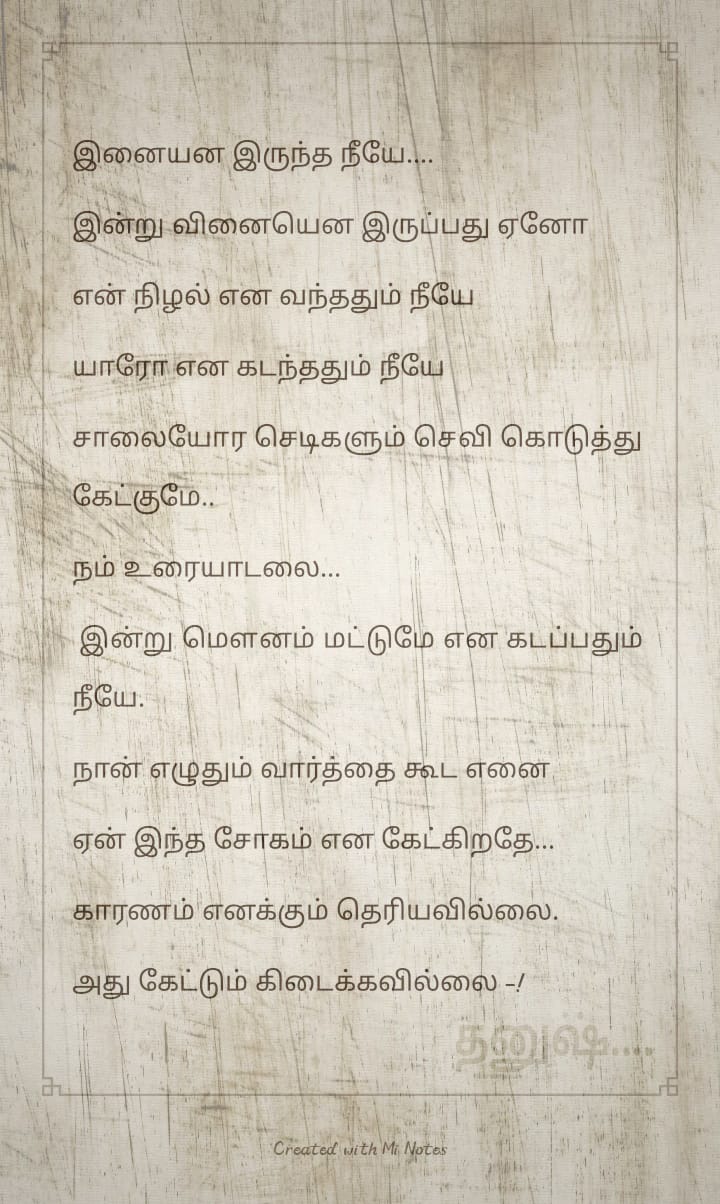 இனையன இருந்த நீயே....
இன்று வினையென இருப்பது ஏனோ
என் நிழல் என வந்ததும் நீயே
யாரோ என கடந்ததும் நீயே
சாலையோர செடிகளும் செவி கொடுத்து
கேட்குமே..
நம் உரையாடலை...
இன்று மௌனம் மட்டுமே என கடப்பதும்
நீயே.
நான் எழுதும் வார்த்தை கூட எனை
ஏன் இந்த சோகம் என கேட்கிறதே...
காரணம் எனக்கும் தெரியவில்லை.
அது கேட்டும் கிடைக்கவில்லை -!
தனுஷ்....
Created with Mi Notes